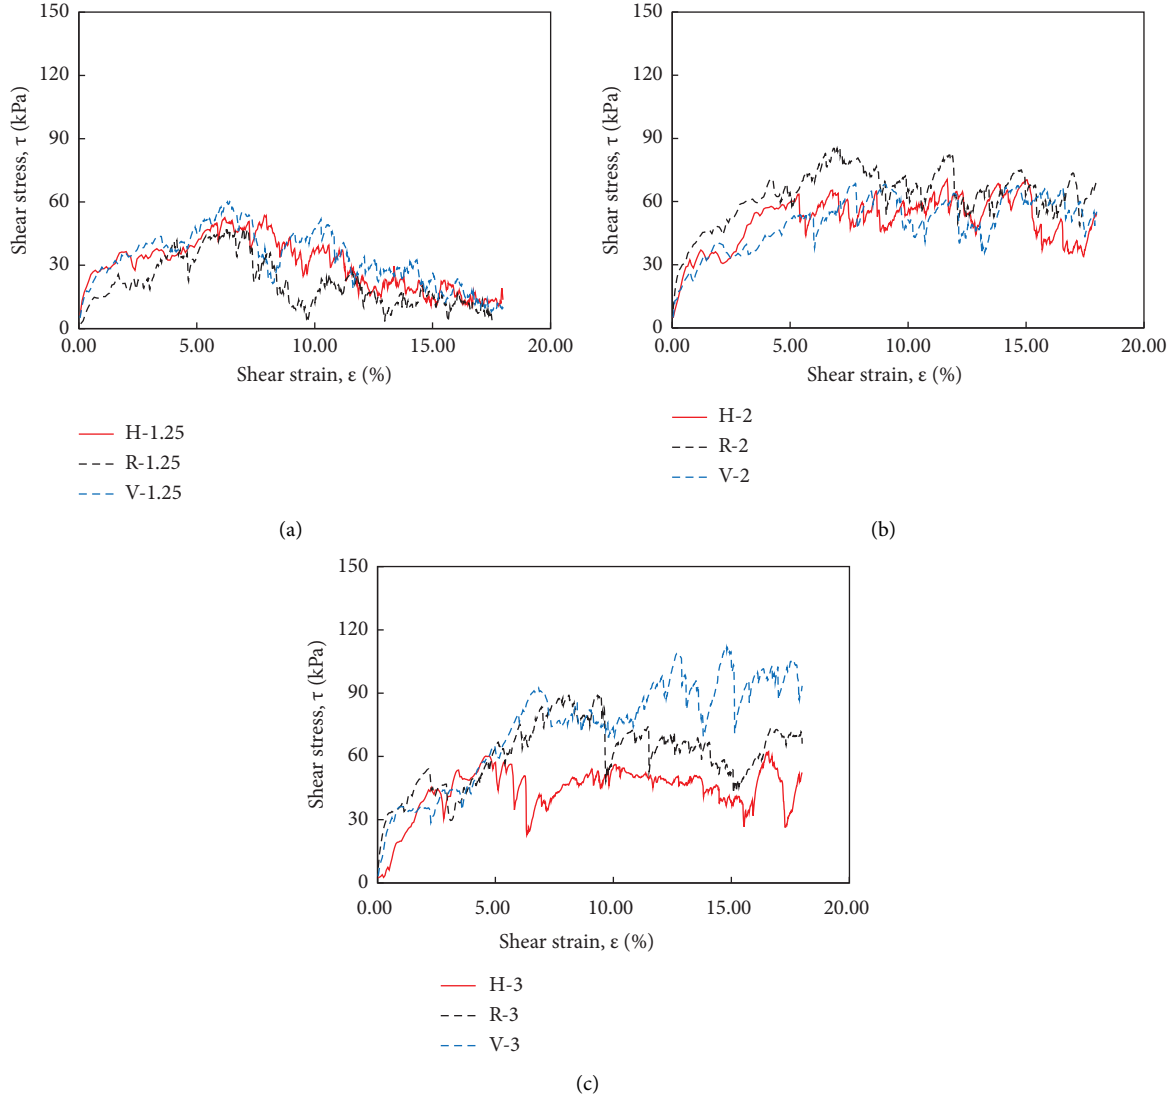 150
120
90
60
30
0
Shear stress, τ (kPa)
0.00 5.00 10.00 15.00 20.00
Shear strain, ε (%)
H-1.25
R-1.25
V-1.25
(a)
150
120
90
60
30
0
Shear stress, τ (kPa)
0.00 5.00 10.00 15.00 20.00
Shear strain, ε (%)
H-2
R-2
V-2
(b)
150
120
90
60
30
0
Shear stress, τ (kPa)
0.00 5.00 10.00 15.00 20.00
Shear strain, ε (%)
H-3
R-3
V-3
(c)